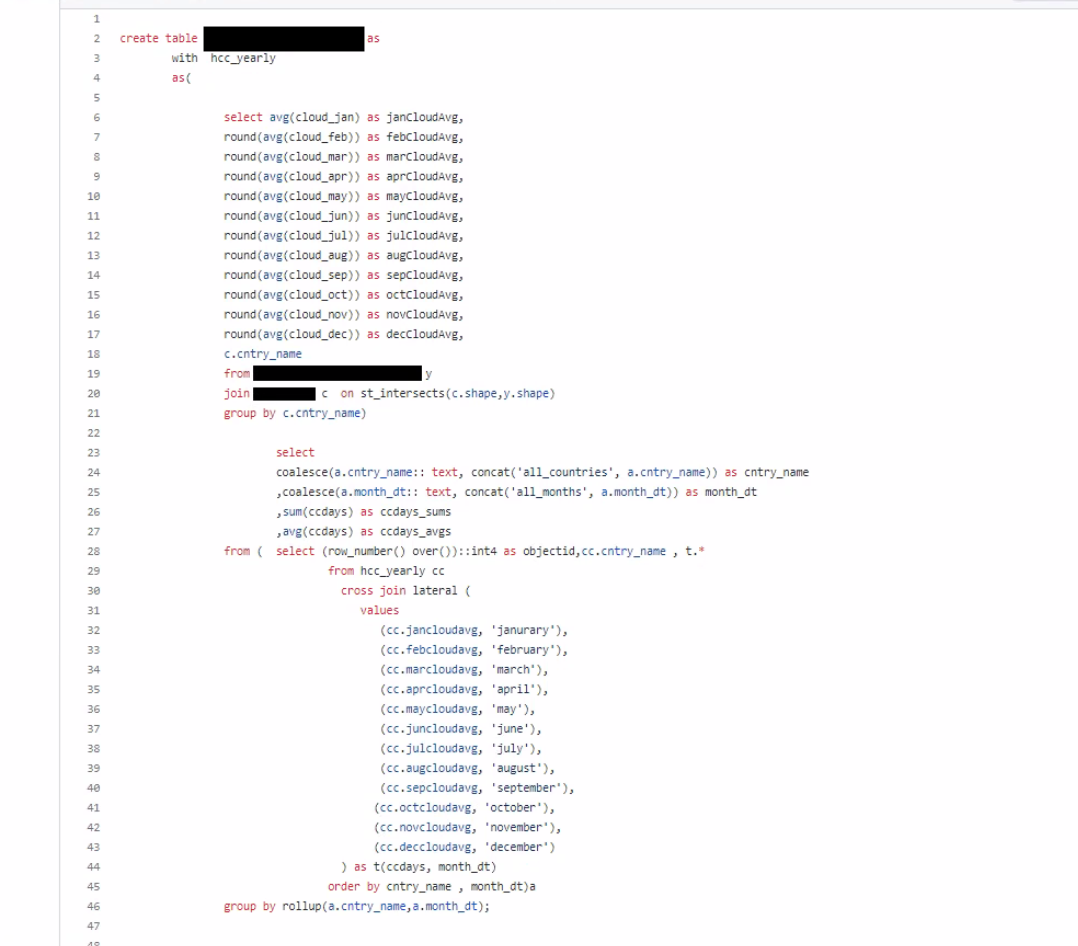 1
2 create table as
3 with hcc_yearly
4 as(
5
6 select avg(cloud_jan) as janCloudAvg,
7 round(avg(cloud_feb)) as febCloudAvg,
8 round(avg(cloud_mar)) as marCloudAvg,
9 round(avg(cloud_apr)) as aprCloudAvg,
10 round(avg(cloud_may)) as mayCloudAvg,
11 round(avg(cloud_jun)) as junCloudAvg,
12 round(avg(cloud_jul)) as julCloudAvg,
13 round(avg(cloud_aug)) as augCloudAvg,
14 round(avg(cloud_sep)) as sepCloudAvg,
15 round(avg(cloud_oct)) as octCloudAvg,
16 round(avg(cloud_nov)) as novCloudAvg,
17 round(avg(cloud_dec)) as decCloudAvg,
18 c.cntry_name
19 from y
20 join c on st_intersects(c.shape,y.shape)
21 group by c.cntry_name)
22
23 select
24 coalesce(a.cntry_name:: text, concat('all_countries', a.cntry_name)) as cntry_name
25 ,coalesce(a.month_dt:: text, concat('all_months', a.month_dt)) as month_dt
26 ,sum(ccdays) as ccdays_sums
27 ,avg(ccdays) as ccdays_avgs
28 from ( select (row_number() over())::int4 as objectid,cc.cntry_name , t.*
29 from hcc_yearly cc
30 cross join lateral (
31 values
32 (cc.jancloudavg, 'janurary'),
33 (cc.febcloudavg, 'february'),
34 (cc.marcloudavg, 'march'),
35 (cc.aprcloudavg, 'april'),
36 (cc.maycloudavg, 'may'),
37 (cc.juncloudavg, 'june'),
38 (cc.julcloudavg, 'july'),
39 (cc.augcloudavg, 'august'),
40 (cc.sepcloudavg, 'september'),
41 (cc.octcloudavg, 'october'),
42 (cc.novcloudavg, 'november'),
43 (cc.deccloudavg, 'december')
44 ) as t(ccdays, month_dt)
45 order by cntry_name , month_dt)a
46 group by rollup(a.cntry_name,a.month_dt);
47
48